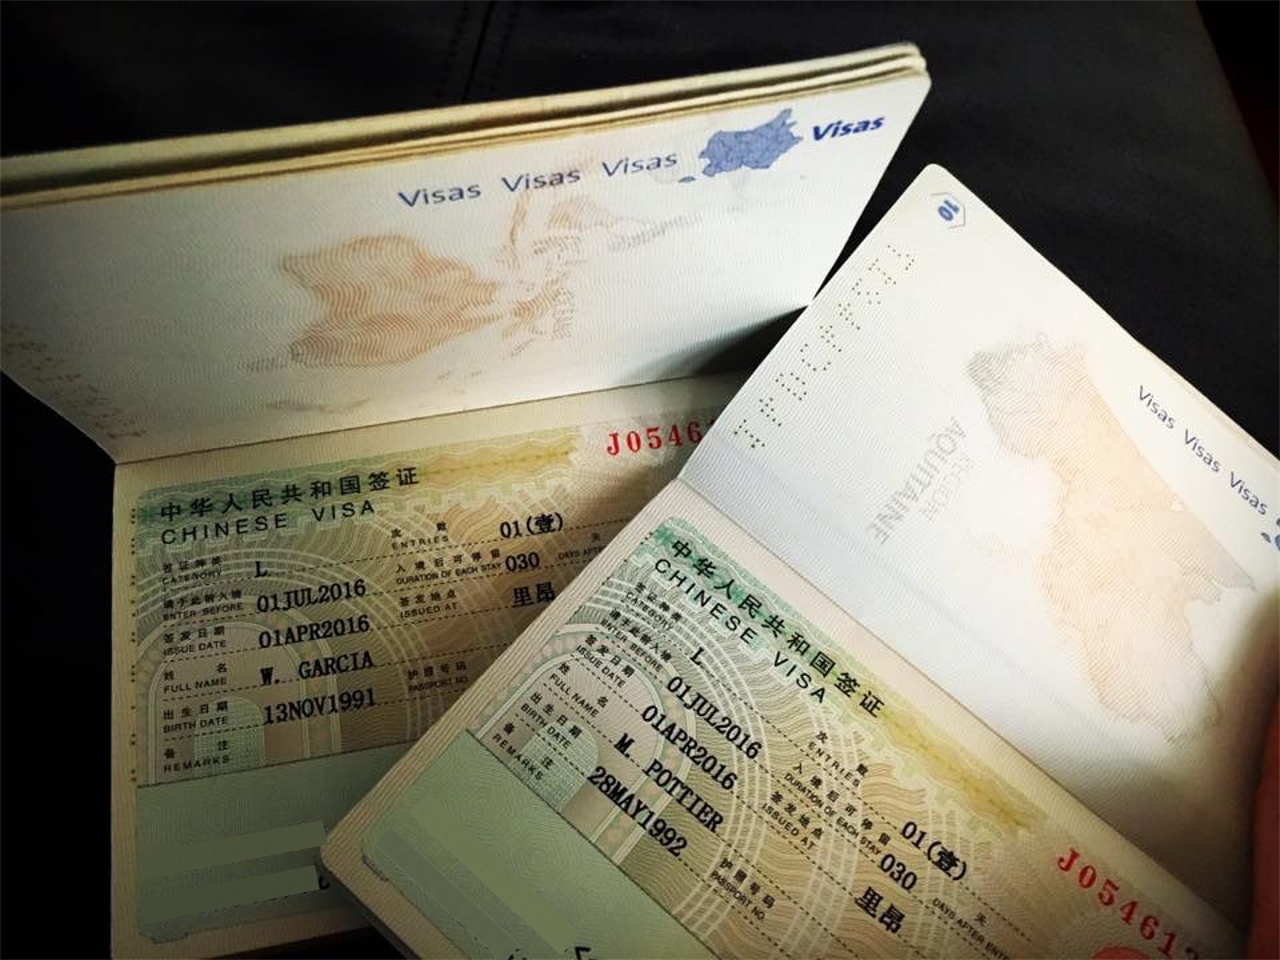 Visas Visas Visas Visas
J0546
中华人民共和国签证
CHINESE VISA
次 数
ENTRIES
01(壹)
签证种类
CATEGORY
L
入境后可停留
DURATION OF EACH STAY
030
天
DAYS AFTER
请于此前入境
ENTER BEFORE
01JUL2016
签发地点
ISSUED AT
里昂
签发日期
ISSUE DATE
01APR2016
姓 名
FULL NAME
W. GARCIA
护照号码
PASSPORT NO.
出生日期
BIRTH DATE
13NOV1991
备 注
REMARKS
10
Visas Visas Visas
RÉGION
AQUITAINE
中华人民共和国签证
CHINESE VISA
签证种类
CATEGORY
L
次 数
ENTRIES
01(壹)
请于此前入境
ENTER BEFORE
01JUL2016
入境后可停留
DURATION OF EACH STAY
030
天
DAYS AFTER ENTRY
签发日期
ISSUE DATE
01APR2016
签发地点
ISSUED AT
里昂
姓 名
FULL NAME
M. POTTIER
护照号码
PASSPORT NO.
出生日期
BIRTH DATE
28MAY1992
备 注
REMARKS
J054613